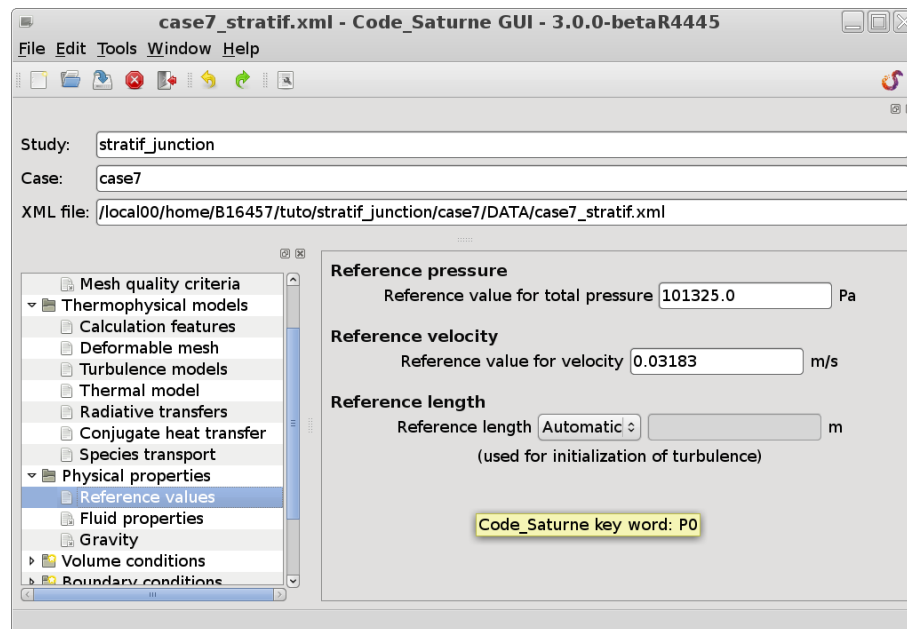 case7_stratif.xml - Code_Saturne GUI - 3.0.0-betaR4445
File Edit Tools Window Help
Study: stratif_junction
Case: case7
XML file: /local00/home/B16457/tuto/stratif_junction/case7/DATA/case7_stratif.xml
Mesh quality criteria
Thermophysical models
Calculation features
Deformable mesh
Turbulence models
Thermal model
Radiative transfers
Conjugate heat transfer
Species transport
Physical properties
Reference values
Fluid properties
Gravity
Volume conditions
Boundary conditions
Reference pressure
Reference value for total pressure 101325.0 Pa
Reference velocity
Reference value for velocity 0.03183 m/s
Reference length
Reference length Automatic m
(used for initialization of turbulence)
Code_Saturne key word: P0